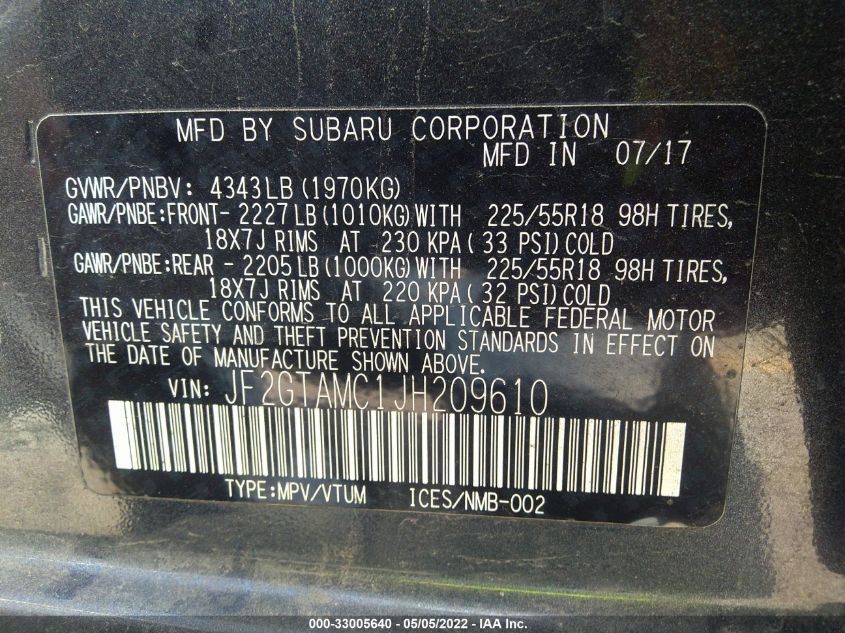 MFD BY SUBARU CORPORATION
MFD IN 07/17
GVWR/PNBV: 4343LB (1970KG)
GAWR/PNBE:FRONT- 2227 LB (1010KG) WITH 225/55R18 98H TIRES,
18X7J RIMS AT 230 KPA ( 33 PSI) COLD
GAWR/PNBE:REAR - 2205 LB (1000KG) WITH 225/55R18 98H TIRES,
18X7J RIMS AT 220 KPA ( 32 PSI) COLD
THIS VEHICLE CONFORMS TO ALL APPLICABLE FEDERAL MOTOR
VEHICLE SAFETY AND THEFT PREVENTION STANDARDS IN EFFECT ON
THE DATE OF MANUFACTURE SHOWN ABOVE.
VIN: JF2GTAMC1JH209610
TYPE:MPV/VTUM ICES/NMB-002
000-33005640 - 05/05/2022 - IAA Inc.